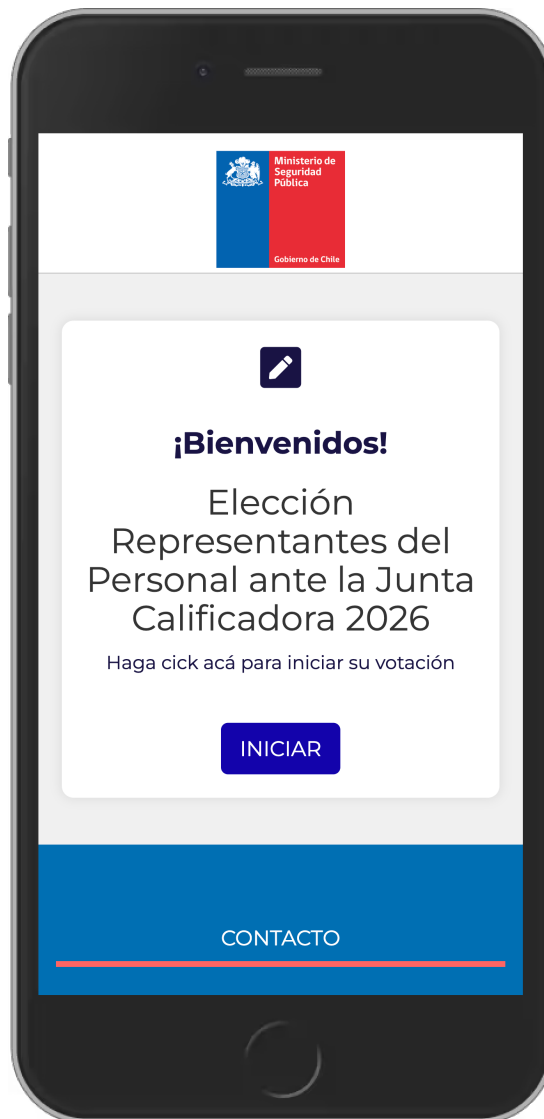 Ministerio de
Seguridad
Pública
Gobierno de Chile
¡Bienvenidos!
Elección
Representantes del
Personal ante la Junta
Calificadora 2026
Haga cick acá para iniciar su votación
INICIAR
CONTACTO